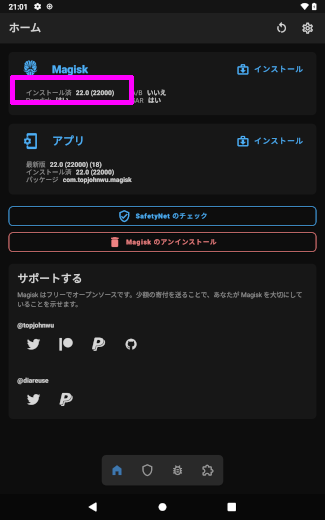 21:01
ホーム
Magisk
インストール
インストール済 22.0 (22000)
A/B いいえ
Ramdisk はい
SAR はい
アプリ
インストール
最新版 22.0 (22000) (18)
インストール済 22.0 (22000)
パッケージ com.topjohnwu.magisk
SafetyNet のチェック
Magisk のアンインストール
サポートする
Magisk はフリーでオープンソースです。少額の寄付を送ることで、あなたが Magisk を大切にして
いることを示せます。
@topjohnwu
@diareuse